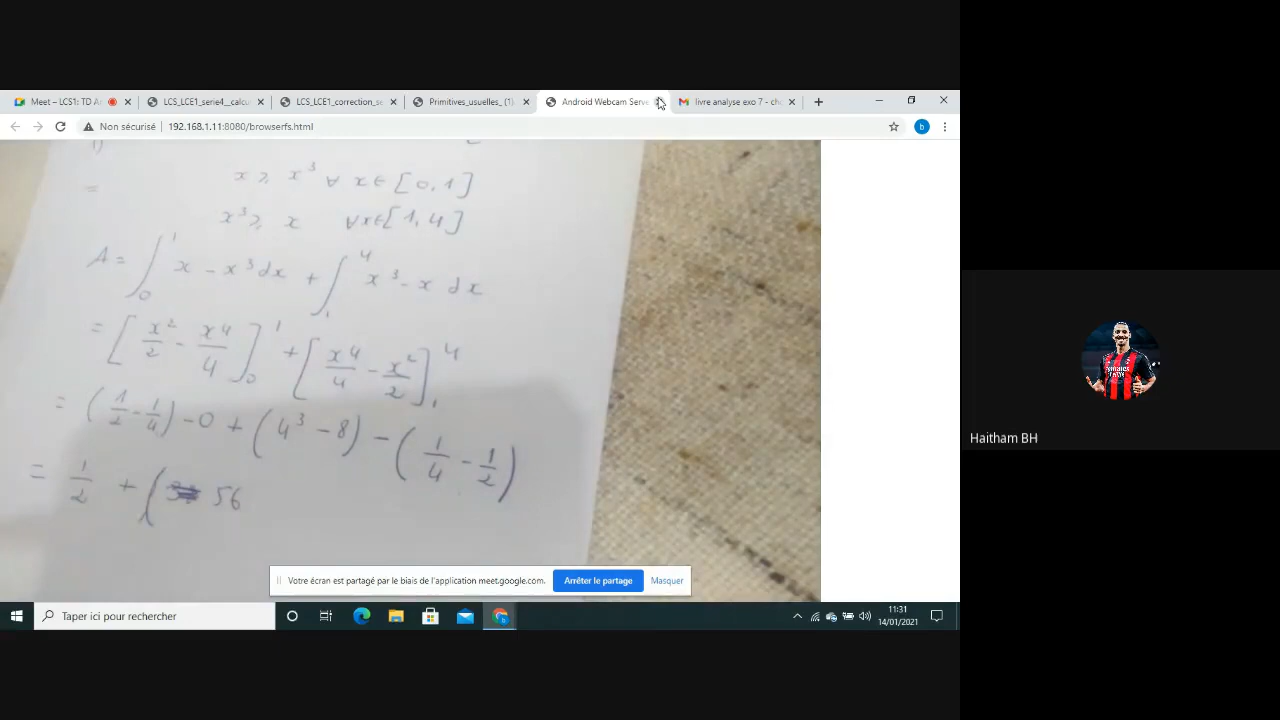 Meet – LCS1: TD A
LCS_LCE1_serie4__calcu
LCS_LCE1_correction_se
Primitives_usuelles_ (1)
Android Webcam Serve
livre analyse exo 7 - cho
Non sécurisé 192.168.1.11:8080/browserfs.html
b
1)
=
x ≥ x³ ∀ x ∈ [0,1]
x³ ≥ x ∀x∈[1,4]
A = ∫₀¹ x - x³ dx + ∫₁⁴ x³ - x dx
= [x²/2 - x⁴/4]₀¹ + [x⁴/4 - x²/2]₁⁴
= (1/2 - 1/4) - 0 + (4³ - 8) - (1/4 - 1/2)
= 1/2 + ( 56
Haitham BH
Votre écran est partagé par le biais de l'application meet.google.com.
Arrêter le partage
Masquer
Taper ici pour rechercher
11:31
14/01/2021